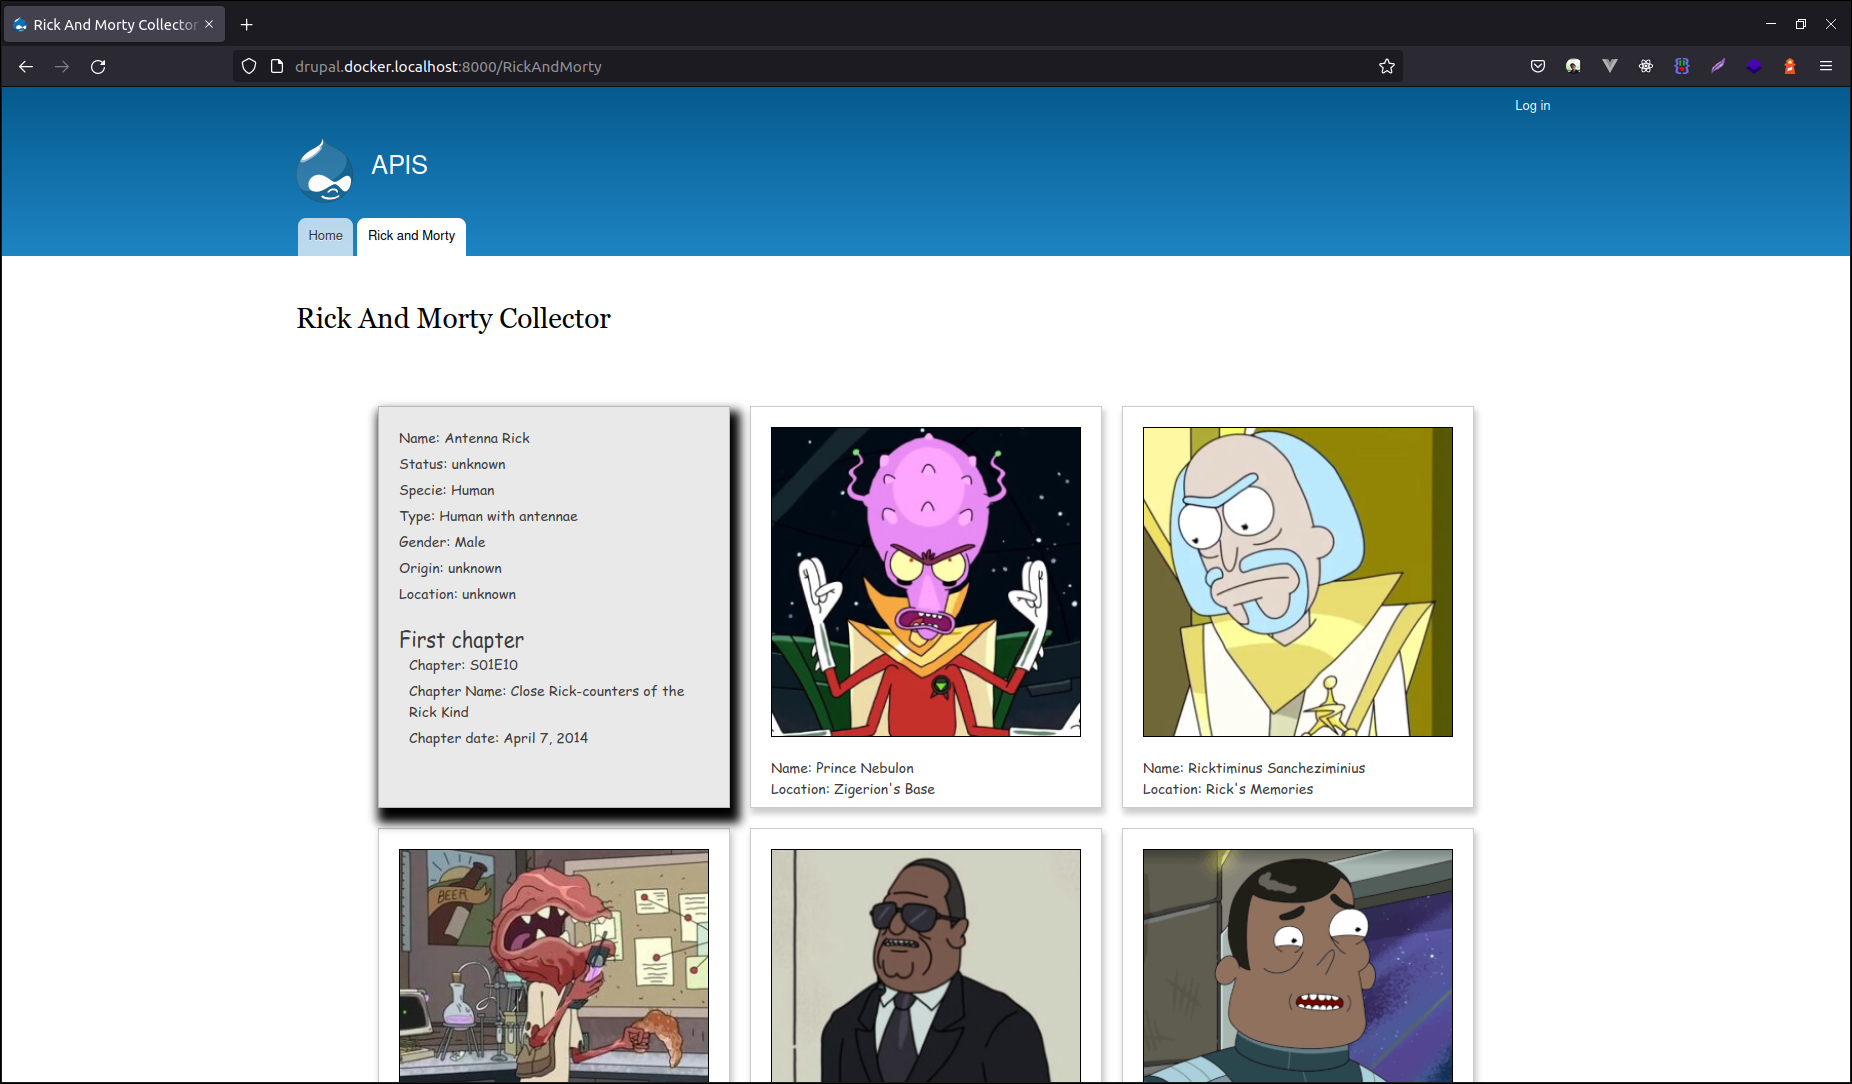 Rick And Morty Collector
drupal.docker.localhost:8000/RickAndMorty
Log in
APIS
Home
Rick and Morty
Rick And Morty Collector
Name: Antenna Rick
Status: unknown
Specie: Human
Type: Human with antennae
Gender: Male
Origin: unknown
Location: unknown
First chapter
Chapter: S01E10
Chapter Name: Close Rick-counters of the
Rick Kind
Chapter date: April 7, 2014
Name: Prince Nebulon
Location: Zigerion's Base
Name: Ricktiminus Sancheziminius
Location: Rick's Memories
BEER